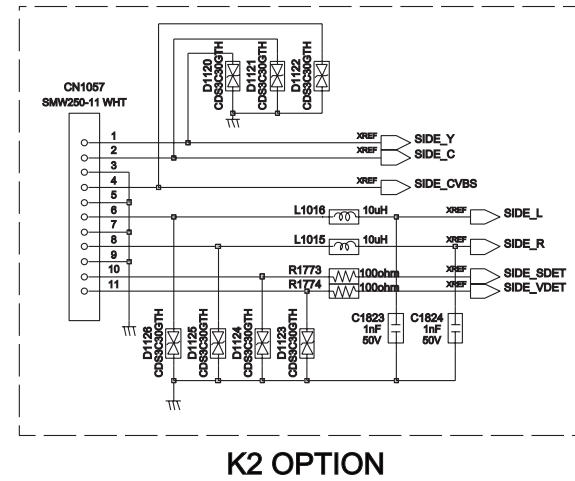 D1120
CDS3C30GTH
D1121
CDS3C30GTH
D1122
CDS3C30GTH
CN1057
SMW250-11 WHT
1
XREF
SIDE_Y
2
XREF
SIDE_C
3
4
XREF
SIDE_CVBS
5
6
L1016
10uH
XREF
SIDE_L
7
8
L1015
10uH
XREF
SIDE_R
9
10
R1773
100ohm
XREF
SIDE_SDET
11
R1774
100ohm
XREF
SIDE_VDET
D1126
CDS3C30GTH
D1125
CDS3C30GTH
D1124
CDS3C30GTH
D1123
CDS3C30GTH
C1823
1nF
50V
C1824
1nF
50V
K2 OPTION